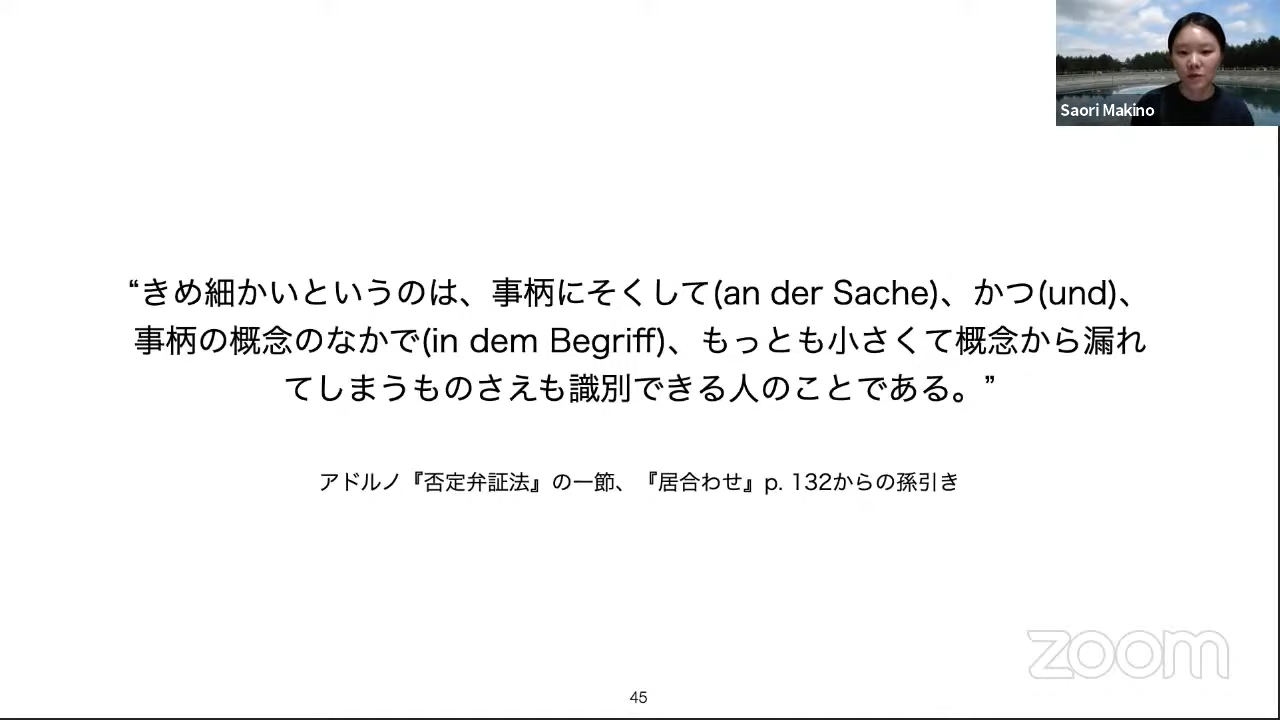 Saori Makino
“きめ細かいというのは、事柄にそくして(an der Sache)、かつ(und)、
事柄の概念のなかで(in dem Begriff)、もっとも小さくて概念から漏れ
てしまうものさえも識別できる人のことである。”
アドルノ『否定弁証法』の一節、『居合わせ』p. 132からの孫引き
zoom
45